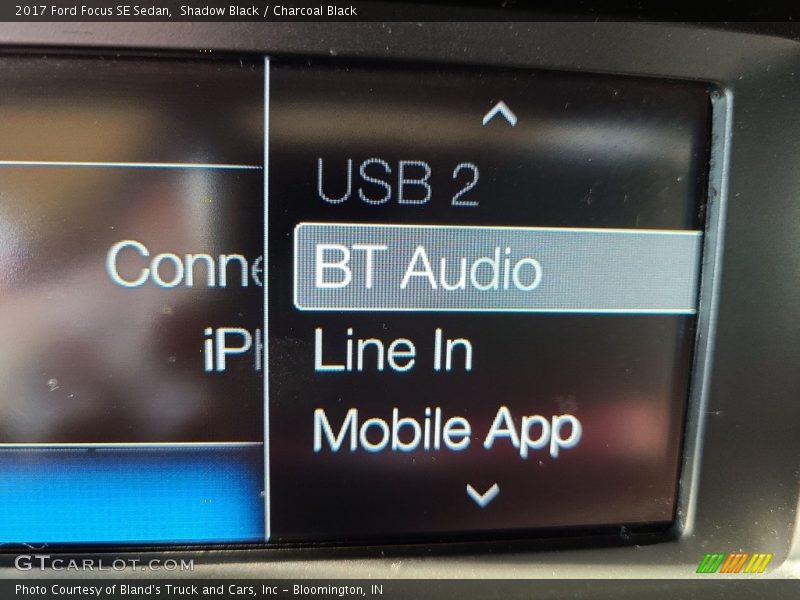 2017 Ford Focus SE Sedan, Shadow Black / Charcoal Black
USB 2
BT Audio
Conne
Line In
iPh
Mobile App
GTCARLOT.COM
Photo Courtesy of Bland's Truck and Cars, Inc - Bloomington, IN